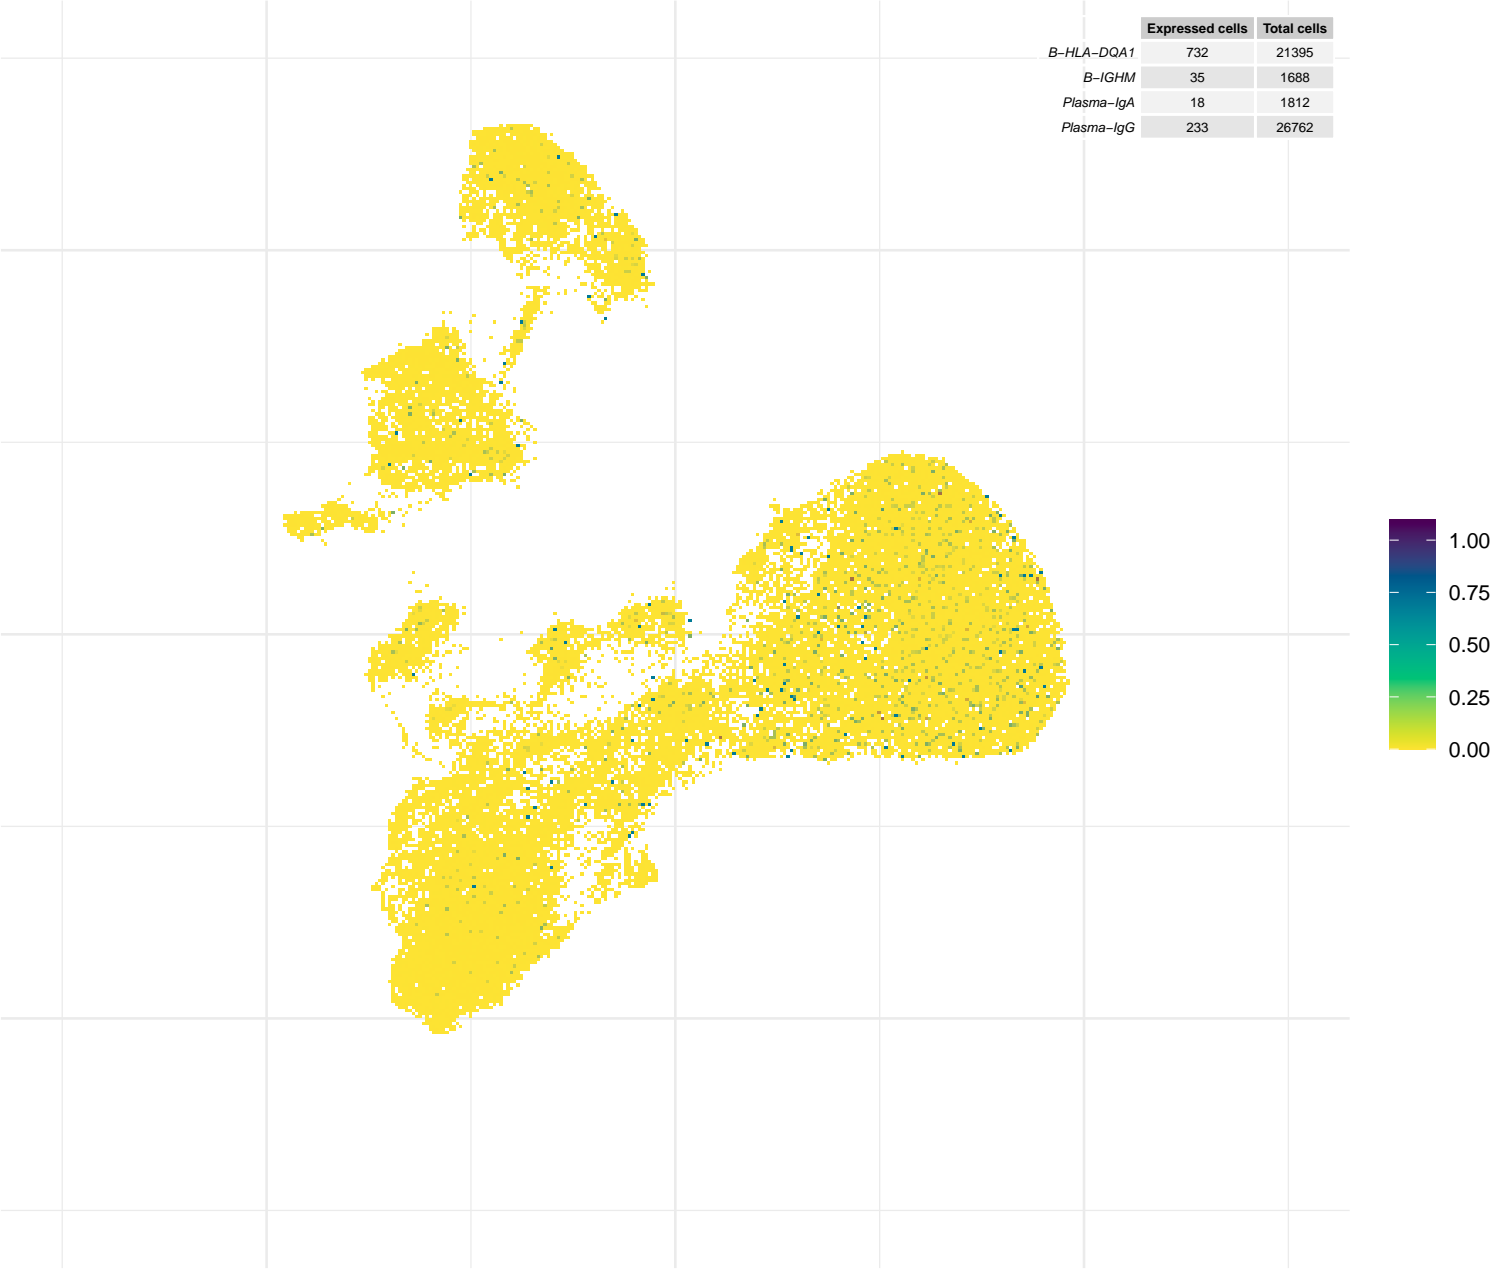 Expressed cells Total cells
B−HLA−DQA1 732 21395
B−IGHM 35 1688
Plasma−IgA 18 1812
Plasma−IgG 233 26762
1.00
0.75
0.50
0.25
0.00